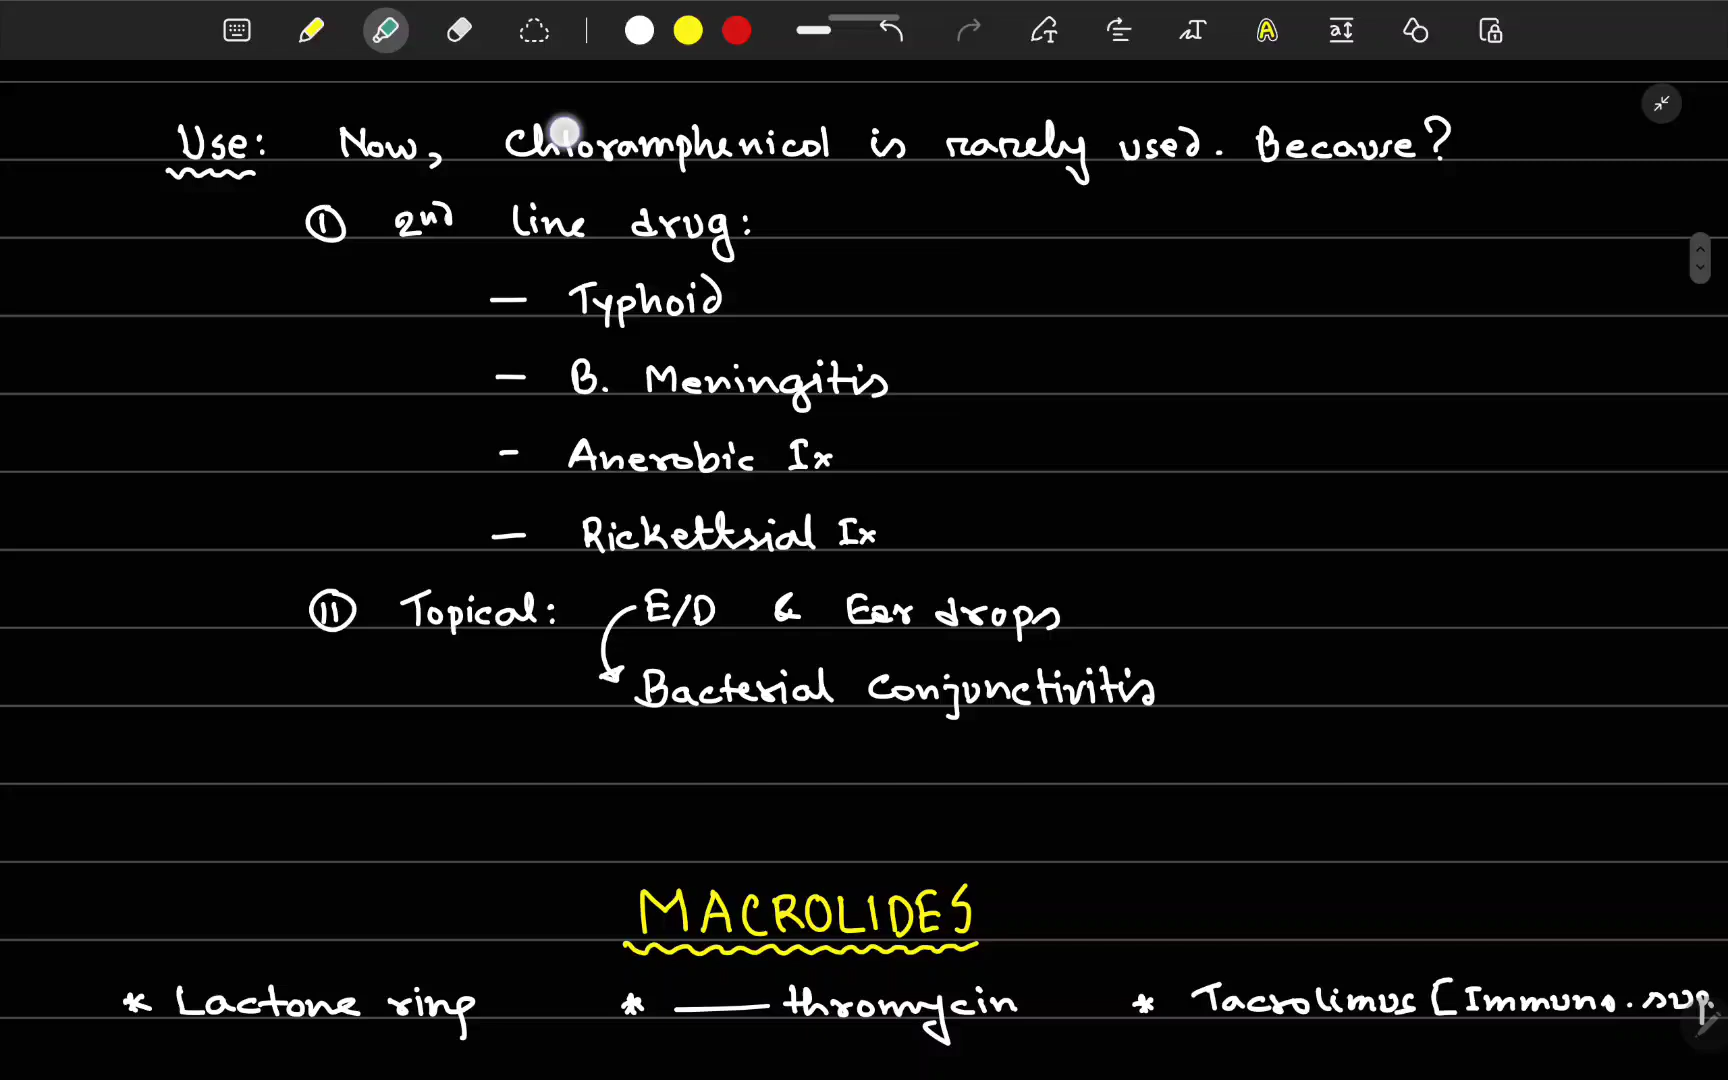 Use: Now, Chloramphenicol is rarely used. Because?
① 2nd line drug:
— Typhoid
— B. Meningitis
- Anerobic Ix
— Rickettsial Ix
⑪ Topical: E/D & Ear drops
Bacterial Conjunctivitis
MACROLIDES
* Lactone ring * —— thromycin * Tacrolimus [Immuno. sup.